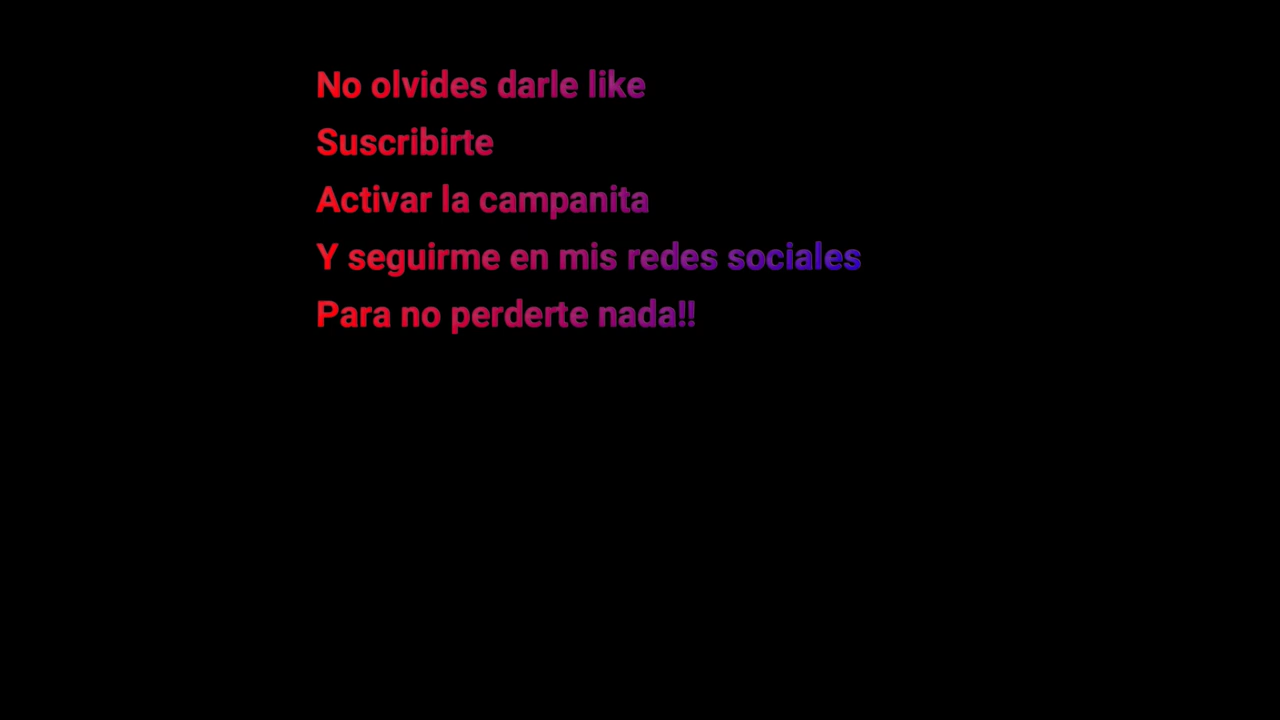 No olvides darle like
Suscribirte
Activar la campanita
Y seguirme en mis redes sociales
Para no perderte nada!!